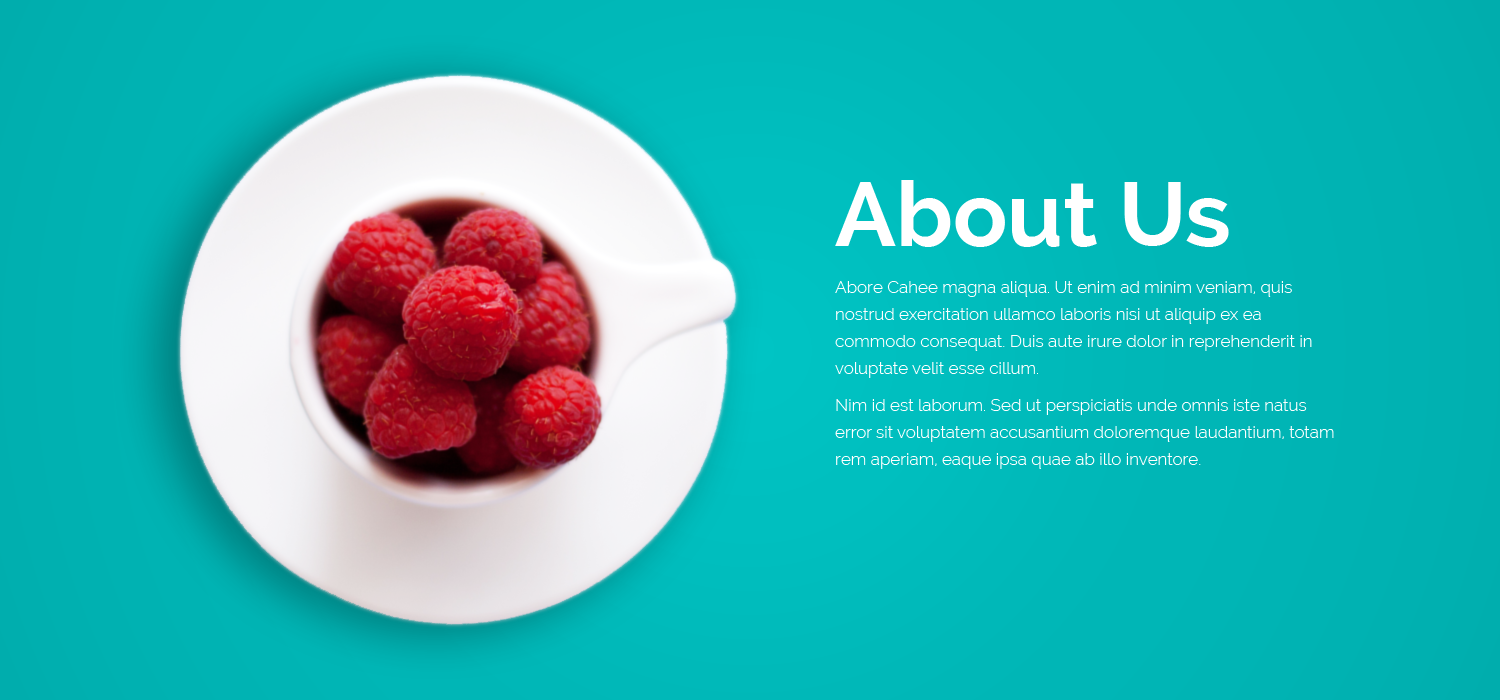 About Us
Abore Cahee magna aliqua. Ut enim ad minim veniam, quis
nostrud exercitation ullamco laboris nisi ut aliquip ex ea
commodo consequat. Duis aute irure dolor in reprehenderit in
voluptate velit esse cillum.
Nim id est laborum. Sed ut perspiciatis unde omnis iste natus
error sit voluptatem accusantium doloremque laudantium, totam
rem aperiam, eaque ipsa quae ab illo inventore.